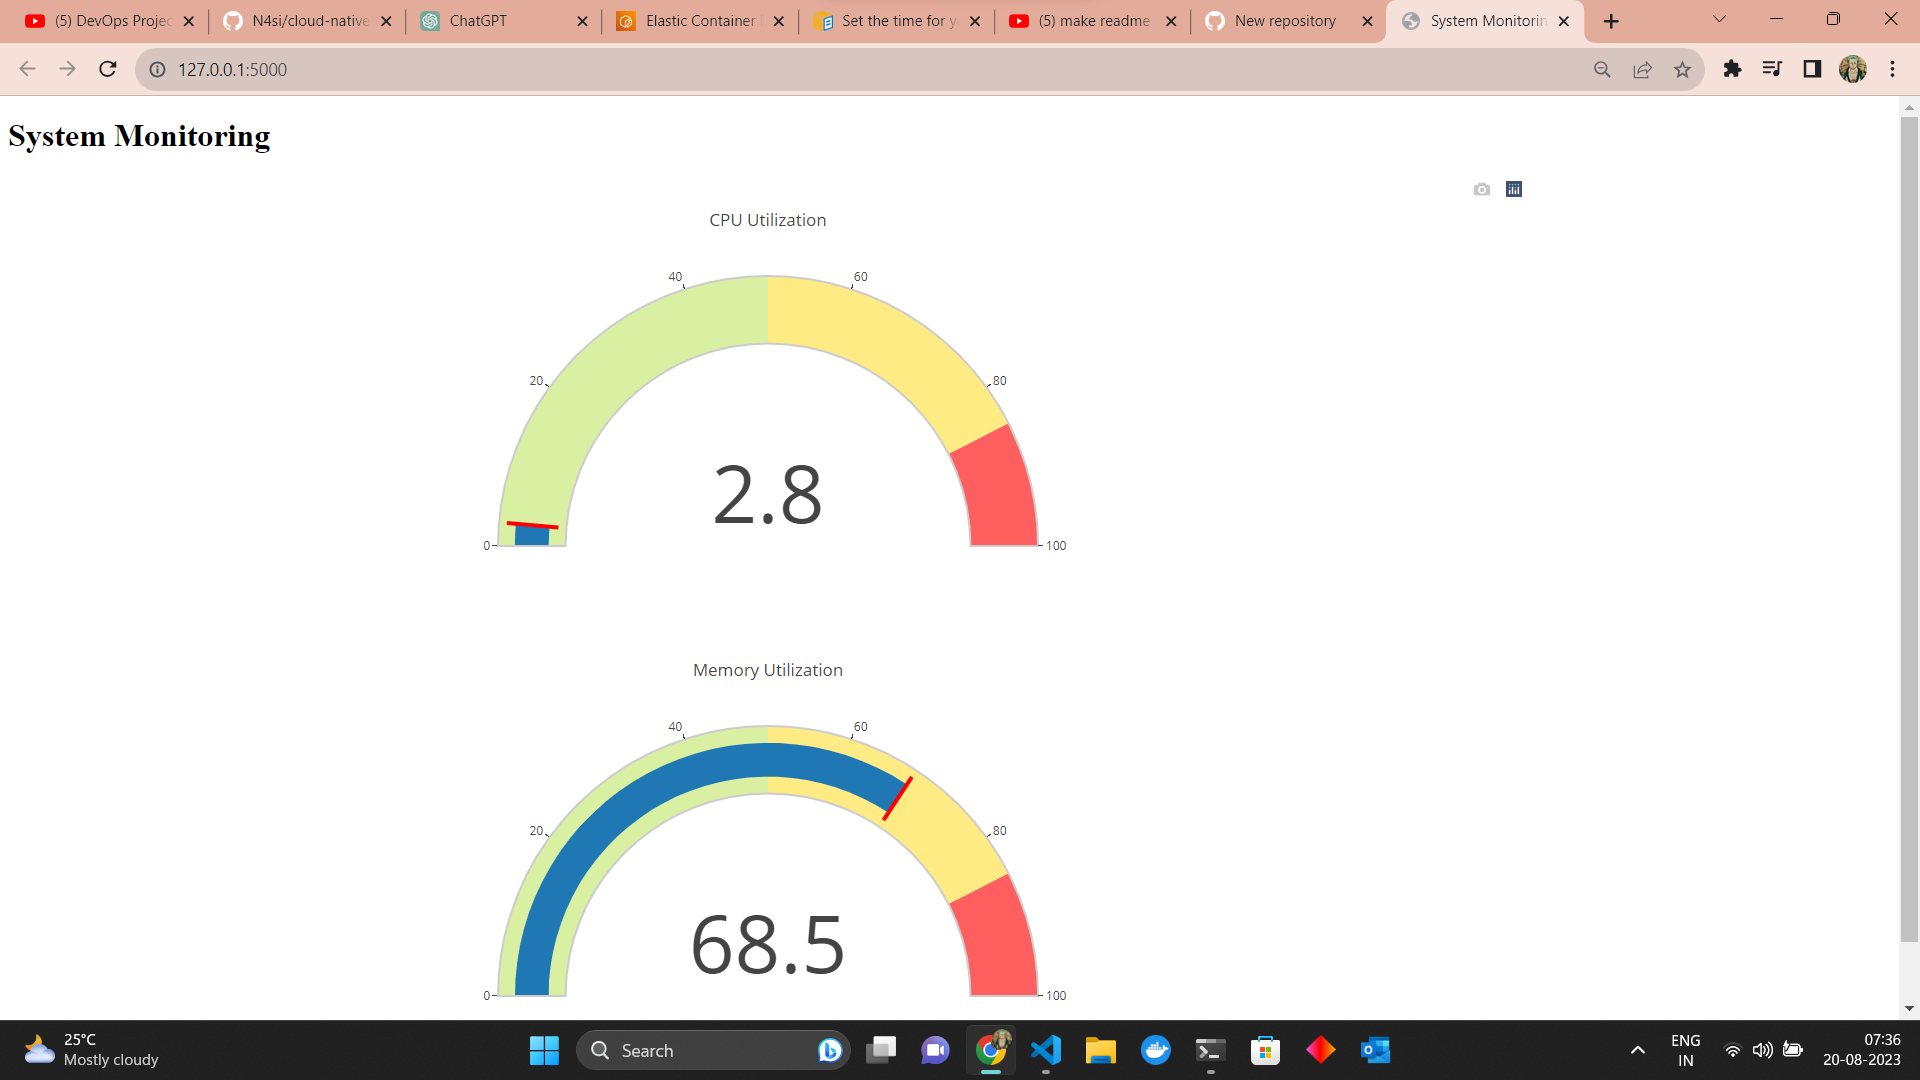 (5) DevOps Projec
N4si/cloud-native
ChatGPT
Elastic Container
Set the time for y
(5) make readme
New repository
System Monitorin
127.0.0.1:5000
System Monitoring
CPU Utilization
0
20
40
60
80
100
2.8
Memory Utilization
0
20
40
60
80
100
68.5
25°C
Mostly cloudy
Search
ENG
IN
07:36
20-08-2023